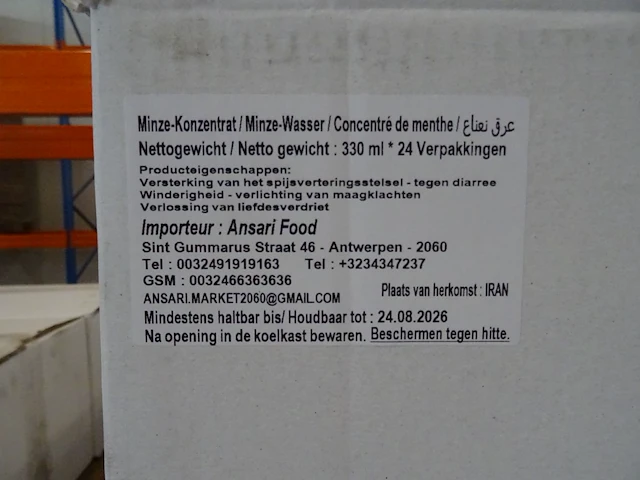 Minze-Konzentrat / Minze-Wasser / Concentré de menthe / عرق نعناع
Nettogewicht / Netto gewicht : 330 ml * 24 Verpakkingen
Producteigenschappen:
Versterking van het spijsverteringsstelsel - tegen diarree
Winderigheid - verlichting van maagklachten
Verlossing van liefdesverdriet
Importeur : Ansari Food
Sint Gummarus Straat 46 - Antwerpen - 2060
Tel : 0032491919163 Tel : +3234347237
GSM : 0032466363636
ANSARI.MARKET2060@GMAIL.COM Plaats van herkomst : IRAN
Mindestens haltbar bis/ Houdbaar tot : 24.08.2026
Na opening in de koelkast bewaren. Beschermen tegen hitte.